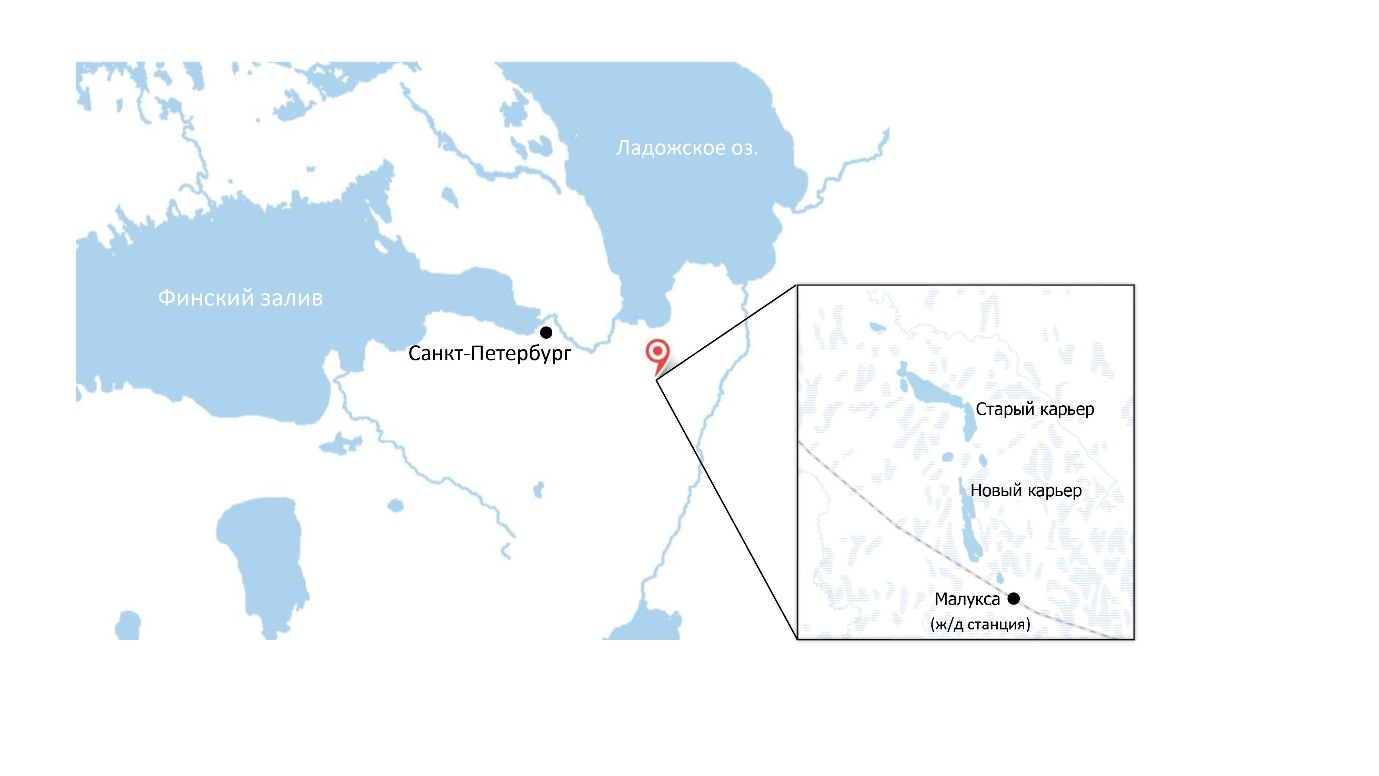 Ладожское оз.
Финский залив
Санкт-Петербург
Старый карьер
Новый карьер
Малукса
(ж/д станция)